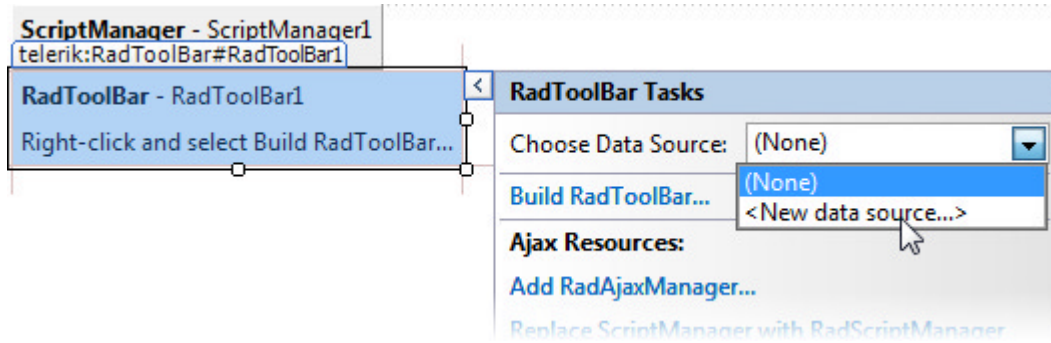 ScriptManager - ScriptManager1
telerik:RadToolBar#RadToolBar1
RadToolBar - RadToolBar1
Right-click and select Build RadToolBar...
RadToolBar Tasks
Choose Data Source: (None)
(None)
<New data source...>
Build RadToolBar...
Ajax Resources:
Add RadAjaxManager...
Replace ScriptManager with RadScriptManager